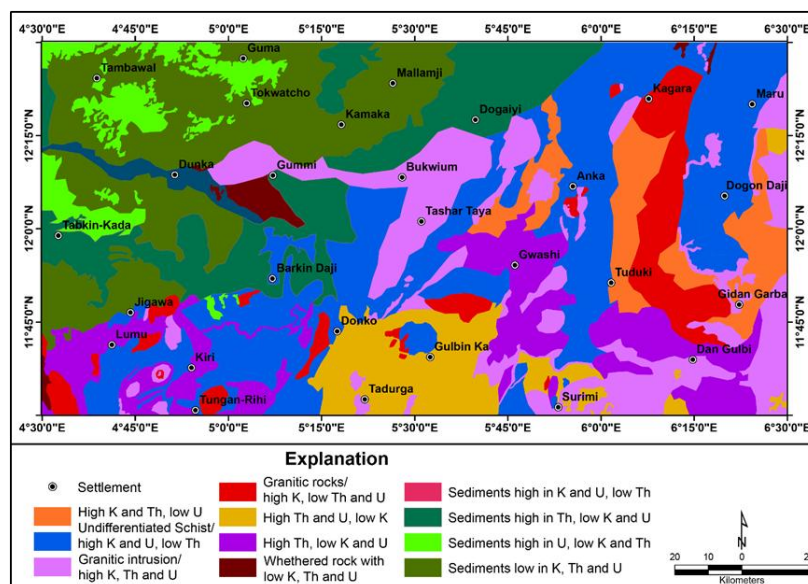 4°30'0"E 4°45'0"E 5°0'0"E 5°15'0"E 5°30'0"E 5°45'0"E 6°0'0"E 6°15'0"E 6°30'0"E
Guma
Tambawal
Mallamji
Kagara
Maru
Tokwatcho
Dogaiyi
Kamaka
12°15'0"N 12°15'0"N
Dunka
Gummi
Bukwium
Anka
Dogon Daji
Tashar Taya
12°0'0"N 12°0'0"N
Tabkin-Kada
Gwashi
Barkin Daji
Tuduki
Gidan Garba
Jigawa
11°45'0"N 11°45'0"N
Donko
Lumu
Gulbin Ka
Dan Gulbi
Kiri
Tadurga
Surimi
Tungan-Rihi
4°30'0"E 4°45'0"E 5°0'0"E 5°15'0"E 5°30'0"E 5°45'0"E 6°0'0"E 6°15'0"E 6°30'0"E
Explanation
Settlement
High K and Th, low U
Undifferentiated Schist/
high K and U, low Th
Granitic intrusion/
high K, Th and U
Granitic rocks/
high K, low Th and U
High Th and U, low K
High Th, low K and U
Whethered rock with
low K, Th and U
Sediments high in K and U, low Th
Sediments high in Th, low K and U
Sediments high in U, low K and Th
Sediments low in K, Th and U
20 10 0
Kilometers